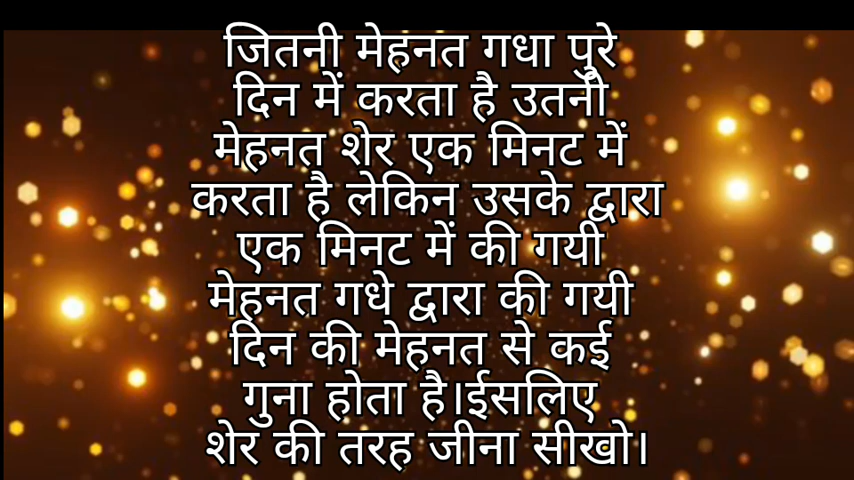 जितनी मेहनत गधा पुरे
दिन में करता है उतनी
मेहनत शेर एक मिनट में
करता है लेकिन उसके द्वारा
एक मिनट में की गयी
मेहनत गधे द्वारा की गयी
दिन की मेहनत से कई
गुना होता है।ईसलिए
शेर की तरह जीना सीखो।